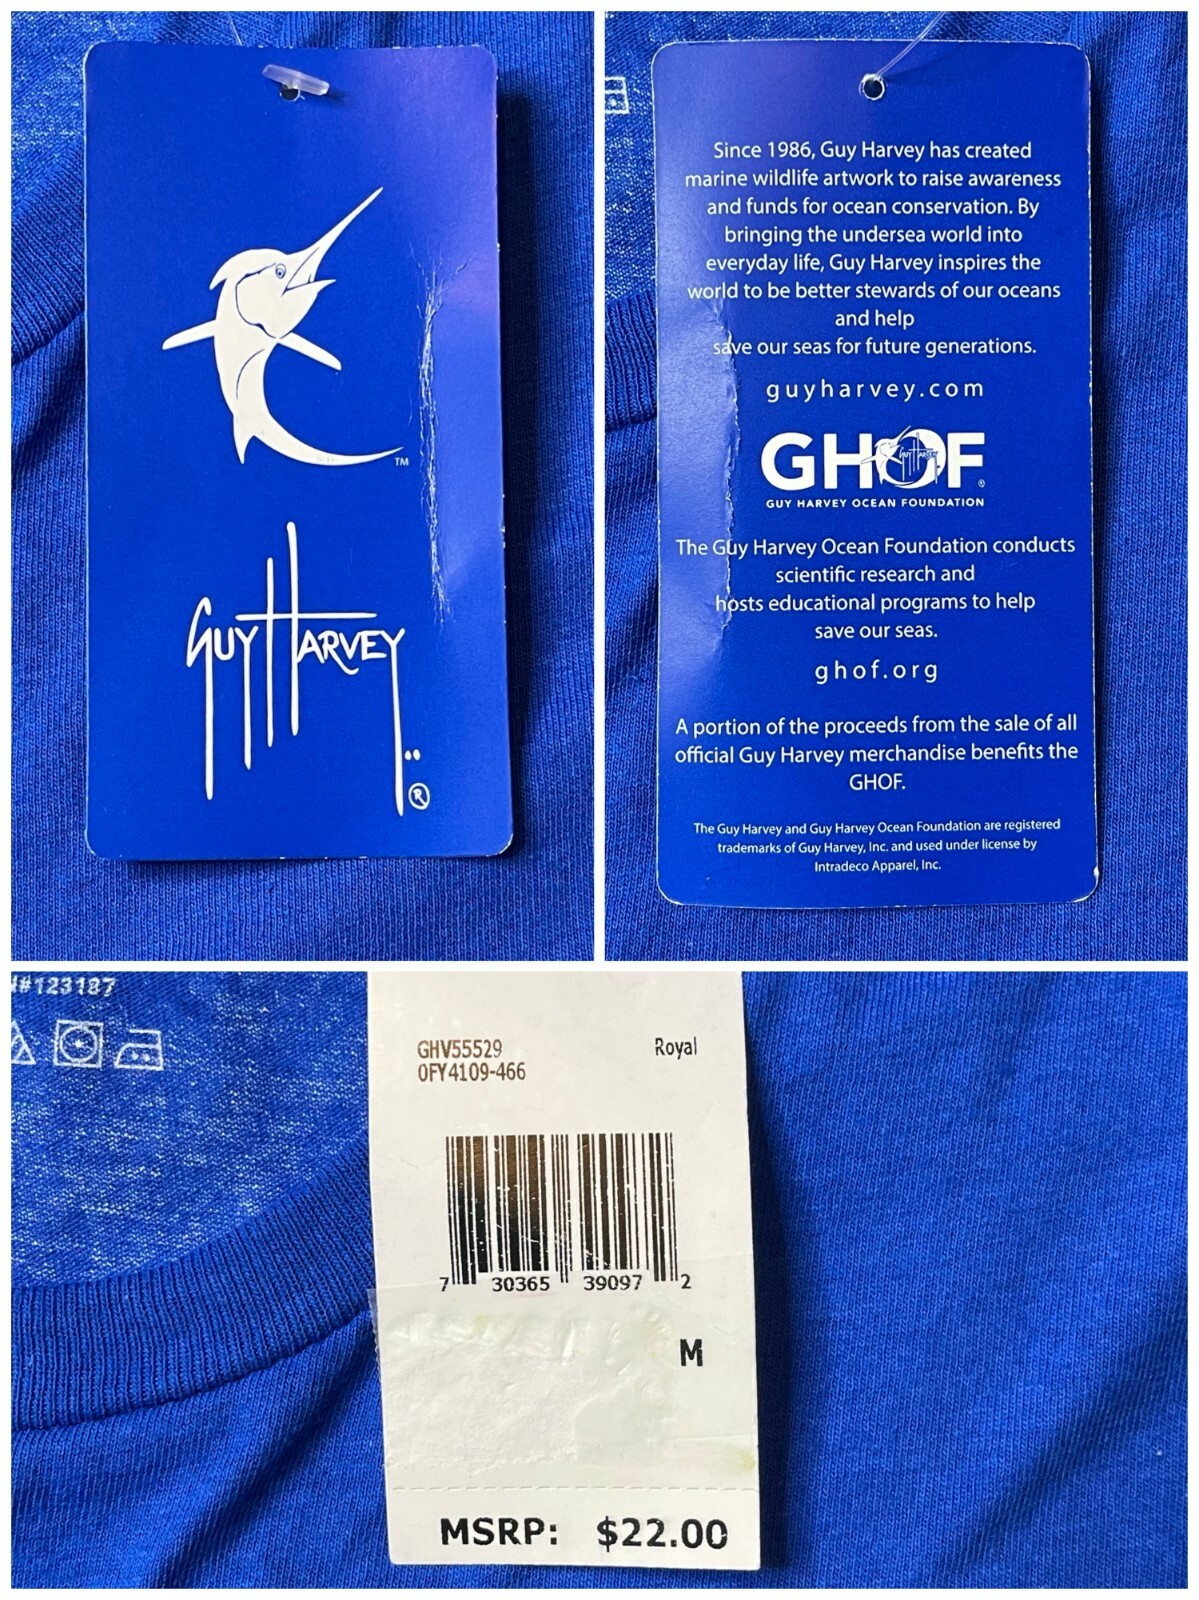 TM
GUY HARVEY
®
Since 1986, Guy Harvey has created
marine wildlife artwork to raise awareness
and funds for ocean conservation. By
bringing the undersea world into
everyday life, Guy Harvey inspires the
world to be better stewards of our oceans
and help
save our seas for future generations.
guyharvey.com
GHOF
GUY HARVEY
®
GUY HARVEY OCEAN FOUNDATION
The Guy Harvey Ocean Foundation conducts
scientific research and
hosts educational programs to help
save our seas.
ghof.org
A portion of the proceeds from the sale of all
official Guy Harvey merchandise benefits the
GHOF.
The Guy Harvey and Guy Harvey Ocean Foundation are registered
trademarks of Guy Harvey, Inc. and used under license by
Intradeco Apparel, Inc.
#123187
GHV55529 Royal
0FY4109-466
7 30365 39097 2
M
MSRP: $22.00